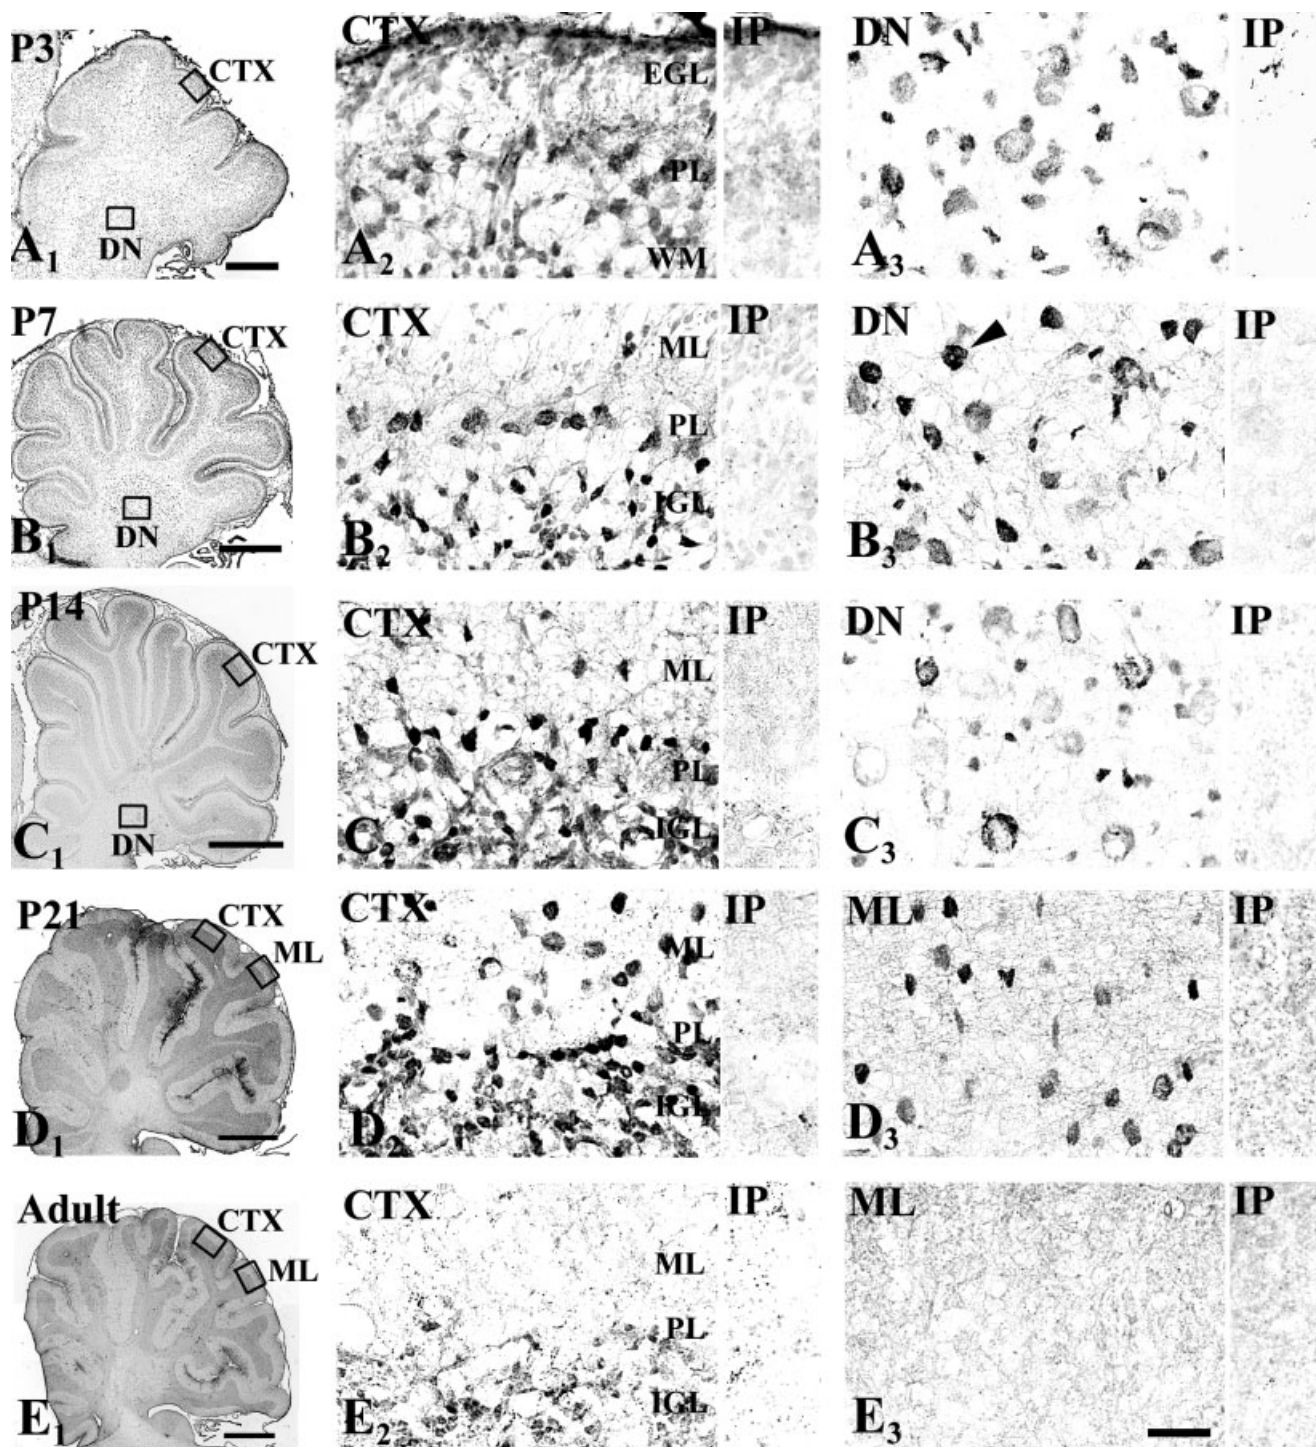 P3
CTX
DN
A1
CTX
EGL
PL
WM
A2
IP
DN
A3
IP
P7
CTX
DN
B1
CTX
ML
PL
IGL
B2
IP
DN
B3
IP
P14
CTX
DN
C1
CTX
ML
PL
IGL
C
IP
DN
C3
IP
P21
CTX
ML
D1
CTX
ML
PL
IGL
D2
IP
ML
D3
IP
Adult
CTX
ML
E1
CTX
ML
PL
IGL
E2
IP
ML
E3
IP